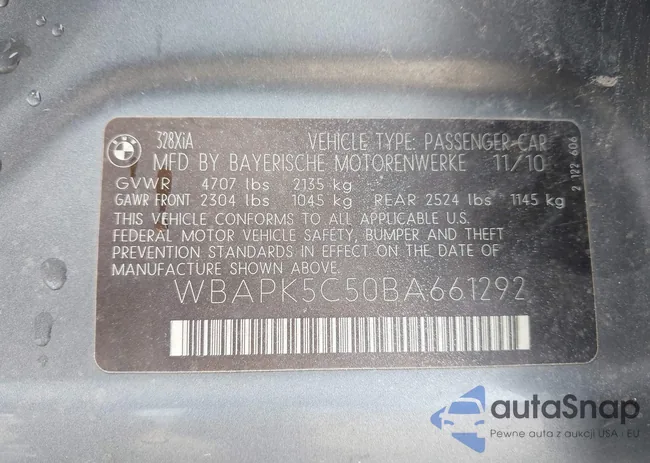 BMW
328XiA VEHICLE TYPE: PASSENGER CAR
MFD BY BAYERISCHE MOTORENWERKE 11/10
GVWR 4707 lbs 2135 kg
GAWR FRONT 2304 lbs 1045 kg REAR 2524 lbs 1145 kg
THIS VEHICLE CONFORMS TO ALL APPLICABLE U.S.
FEDERAL MOTOR VEHICLE SAFETY, BUMPER AND THEFT
PREVENTION STANDARDS IN EFFECT ON THE DATE OF
MANUFACTURE SHOWN ABOVE.
WBAPK5C50BA661292
2 122 606
autaSnap
Pewne auta z aukcji USA i EU